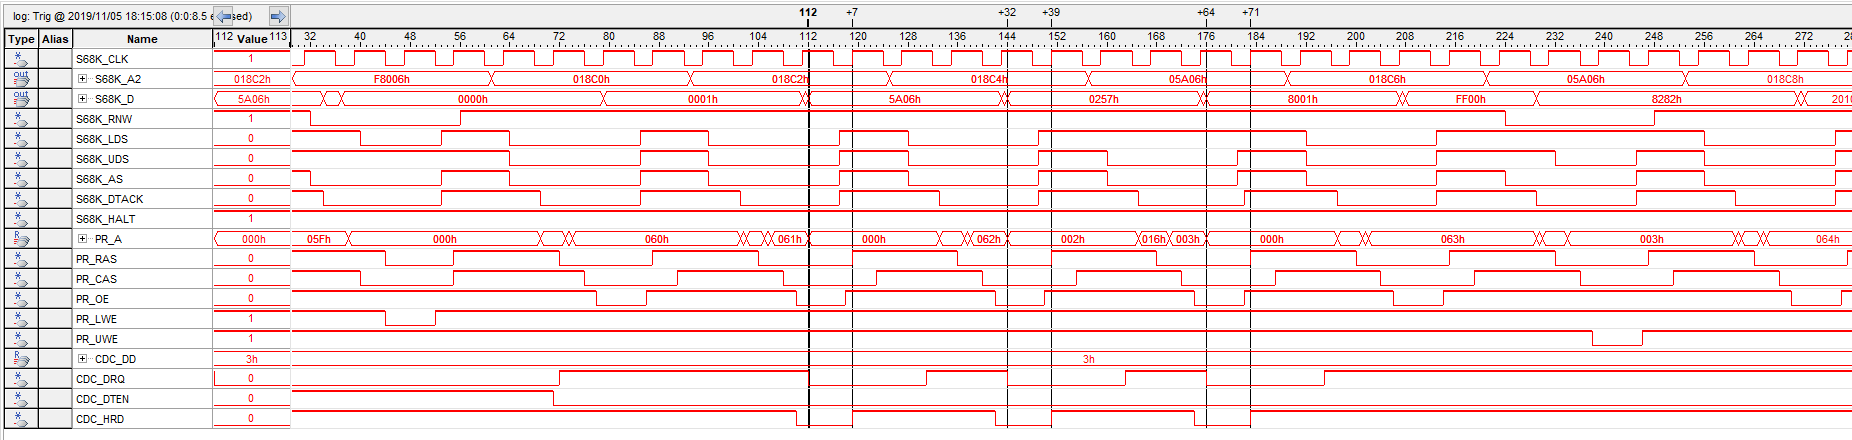 log: Trig @ 2019/11/05 18:15:08 (0:0:8.5 e sed) 112 +7 +32 +39 +64 +71
Type Alias Name 112 Value 113 32 40 48 56 64 72 80 88 96 104 112 120 128 136 144 152 160 168 176 184 192 200 208 216 224 232 240 248 256 264 272 28
S68K_CLK 1
S68K_A2 018C2h F8006h 018C0h 018C2h 018C4h 05A06h 018C6h 05A06h 018C8h
S68K_D 5A06h 0000h 0001h 5A06h 0257h 8001h FF00h 8282h 2010
S68K_RNW 1
S68K_LDS 0
S68K_UDS 0
S68K_AS 0
S68K_DTACK 0
S68K_HALT 1
PR_A 000h 05Fh 000h 060h 061h 000h 062h 002h 016h 003h 000h 063h 003h 064h
PR_RAS 0
PR_CAS 0
PR_OE 0
PR_LWE 1
PR_UWE 1
CDC_DD 3h 3h
CDC_DRQ 0
CDC_DTEN 0
CDC_HRD 0